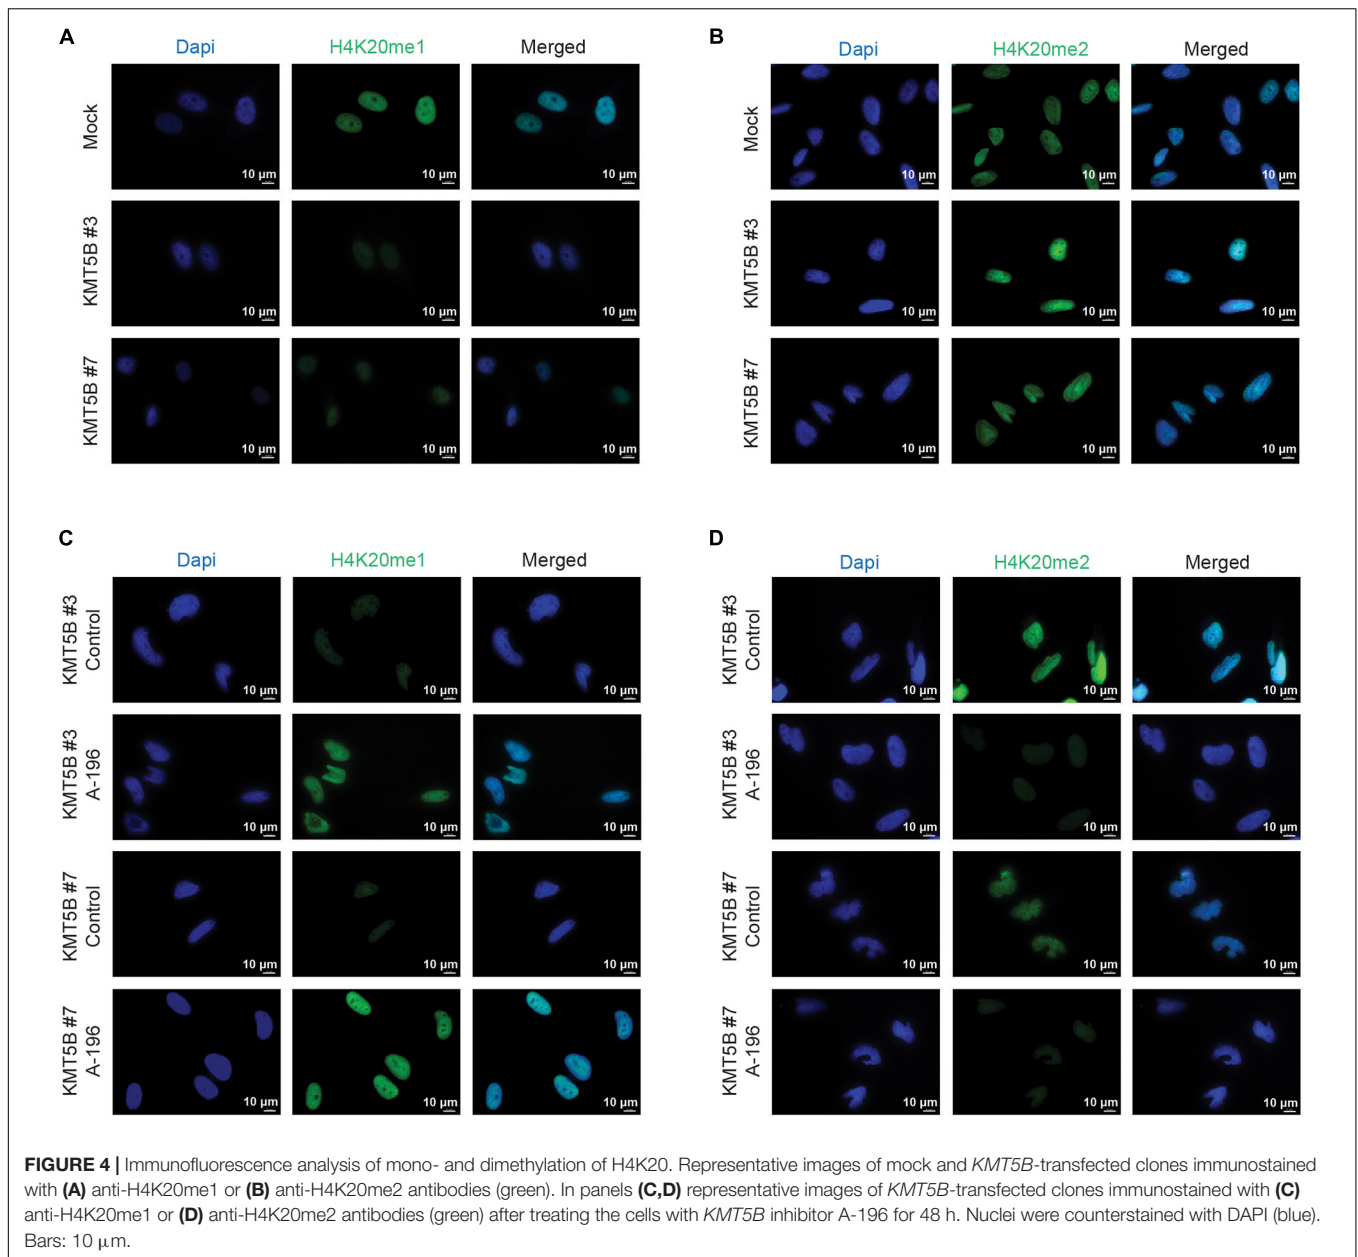 A
Dapi H4K20me1 Merged
Mock
10 µm 10 µm 10 µm
KMT5B #3
10 µm 10 µm 10 µm
KMT5B #7
10 µm 10 µm 10 µm
B
Dapi H4K20me2 Merged
Mock
10 µm 10 µm 10 µm
KMT5B #3
10 µm 10 µm 10 µm
KMT5B #7
10 µm 10 µm 10 µm
C
Dapi H4K20me1 Merged
KMT5B #3
Control
10 µm 10 µm 10 µm
KMT5B #3
A-196
10 µm 10 µm 10 µm
KMT5B #7
Control
10 µm 10 µm 10 µm
KMT5B #7
A-196
10 µm 10 µm 10 µm
D
Dapi H4K20me2 Merged
KMT5B #3
Control
10 µm 10 µm 10 µm
KMT5B #3
A-196
10 µm 10 µm 10 µm
KMT5B #7
Control
10 µm 10 µm 10 µm
KMT5B #7
A-196
10 µm 10 µm 10 µm
FIGURE 4 | Immunofluorescence analysis of mono- and dimethylation of H4K20. Representative images of mock and KMT5B-transfected clones immunostained
with (A) anti-H4K20me1 or (B) anti-H4K20me2 antibodies (green). In panels (C,D) representative images of KMT5B-transfected clones immunostained with (C)
anti-H4K20me1 or (D) anti-H4K20me2 antibodies (green) after treating the cells with KMT5B inhibitor A-196 for 48 h. Nuclei were counterstained with DAPI (blue).
Bars: 10 µm.